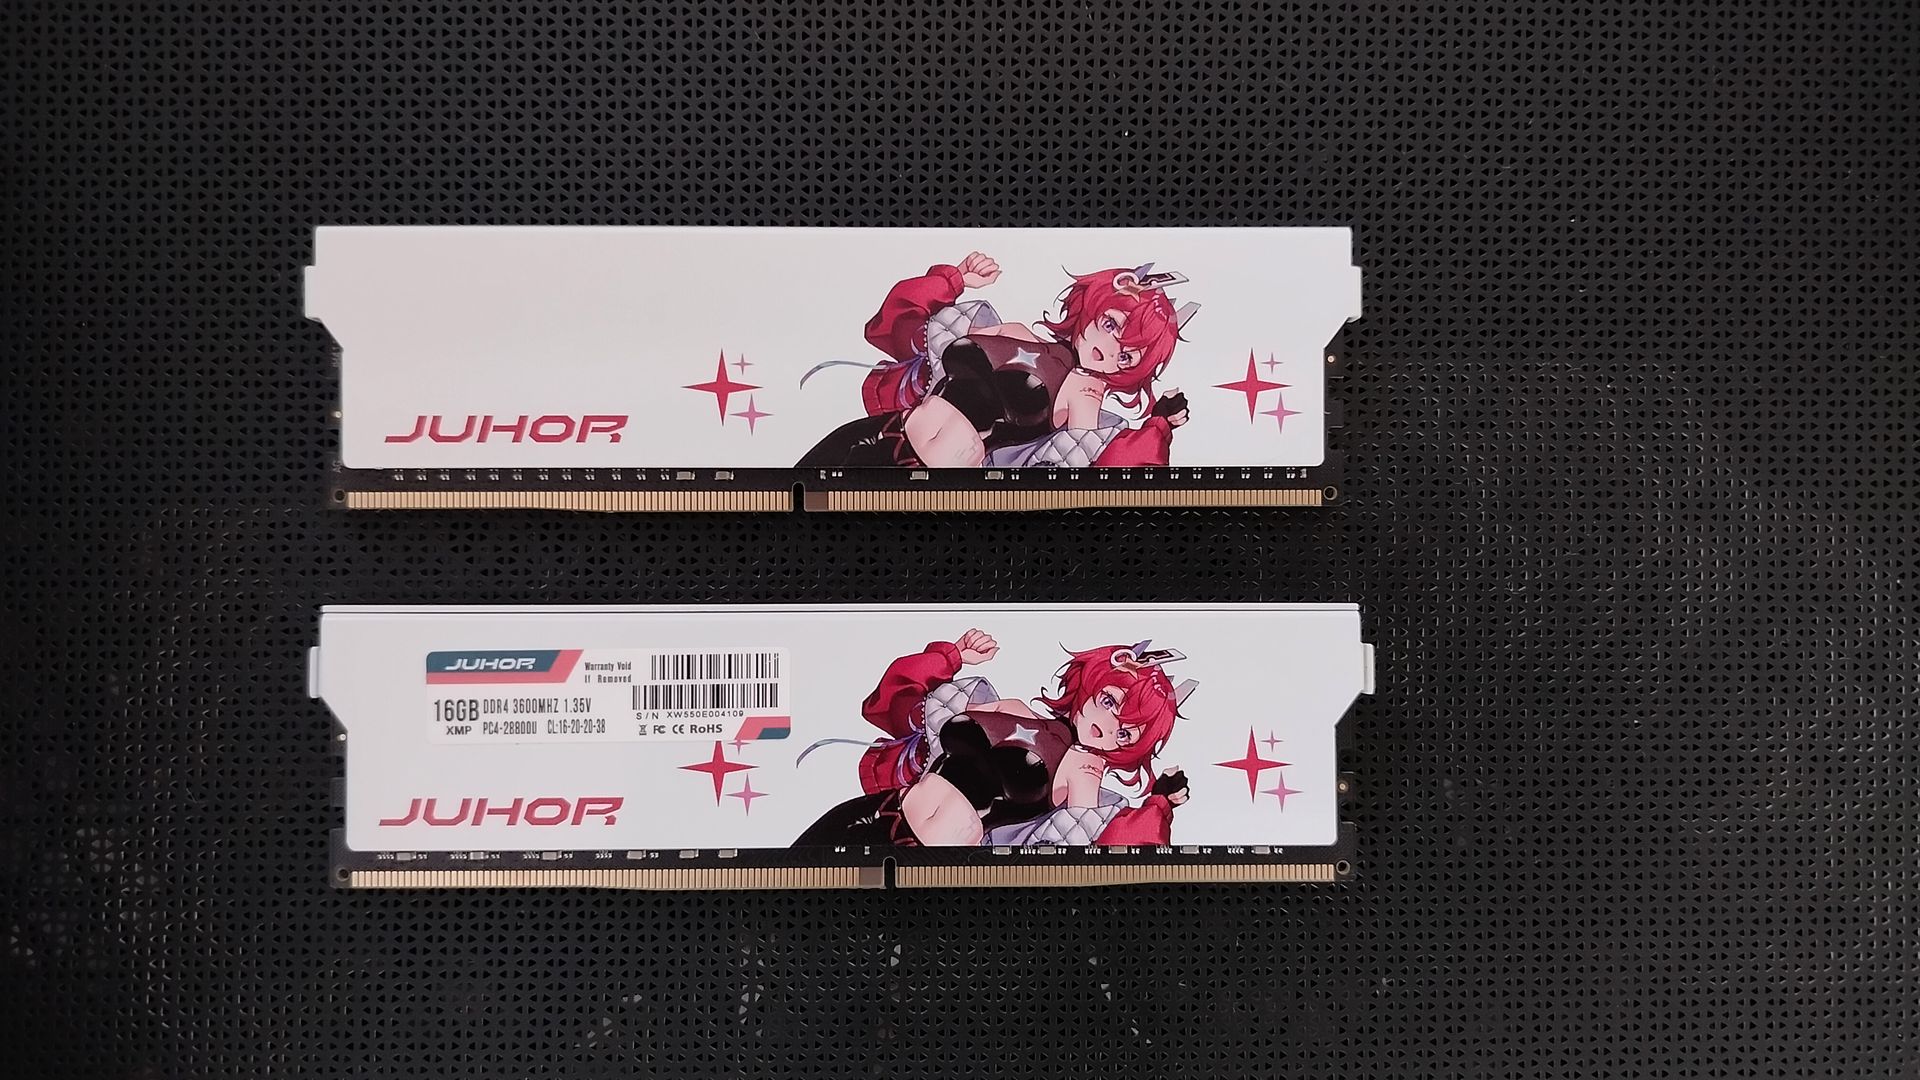 JUHOR
JUHOR
Warranty Void
If Removed
16GB DDR4 3600MHZ 1.35V
XMP PC4-28800U CL:16-20-20-38
S/N XW550E004109
FC CE RoHS
JUHOR